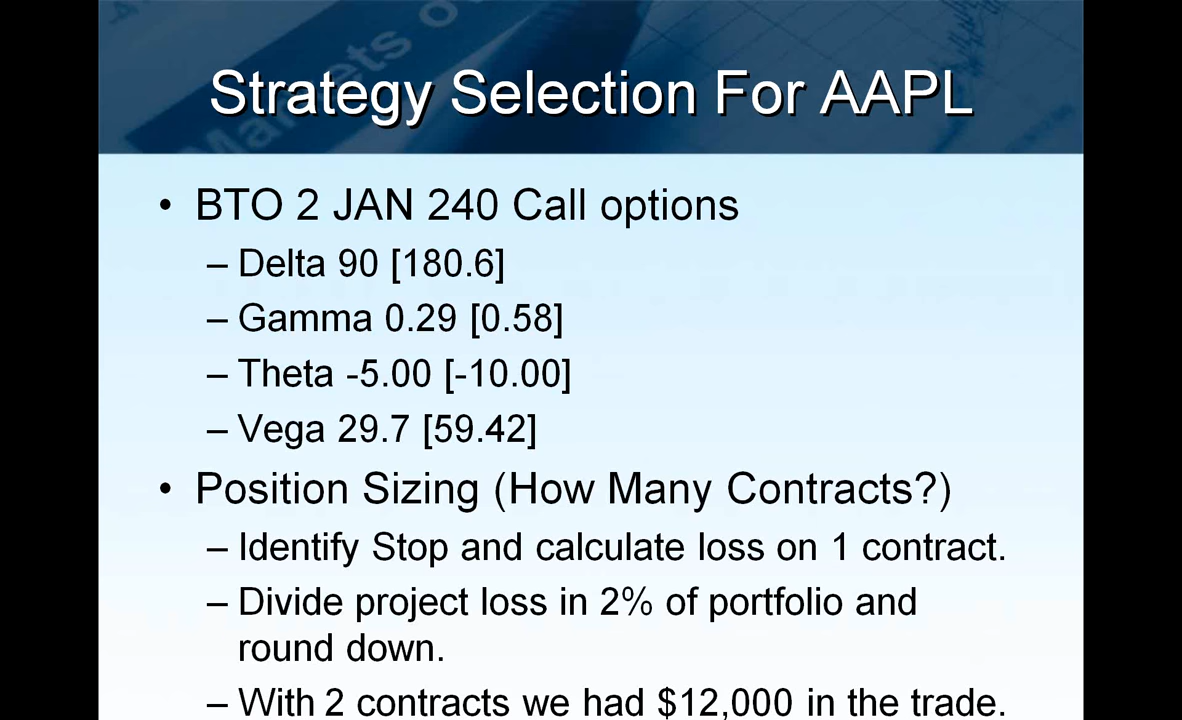 Markets o
Strategy Selection For AAPL
• BTO 2 JAN 240 Call options
– Delta 90 [180.6]
– Gamma 0.29 [0.58]
– Theta -5.00 [-10.00]
– Vega 29.7 [59.42]
• Position Sizing (How Many Contracts?)
– Identify Stop and calculate loss on 1 contract.
– Divide project loss in 2% of portfolio and
round down.
– With 2 contracts we had $12,000 in the trade.